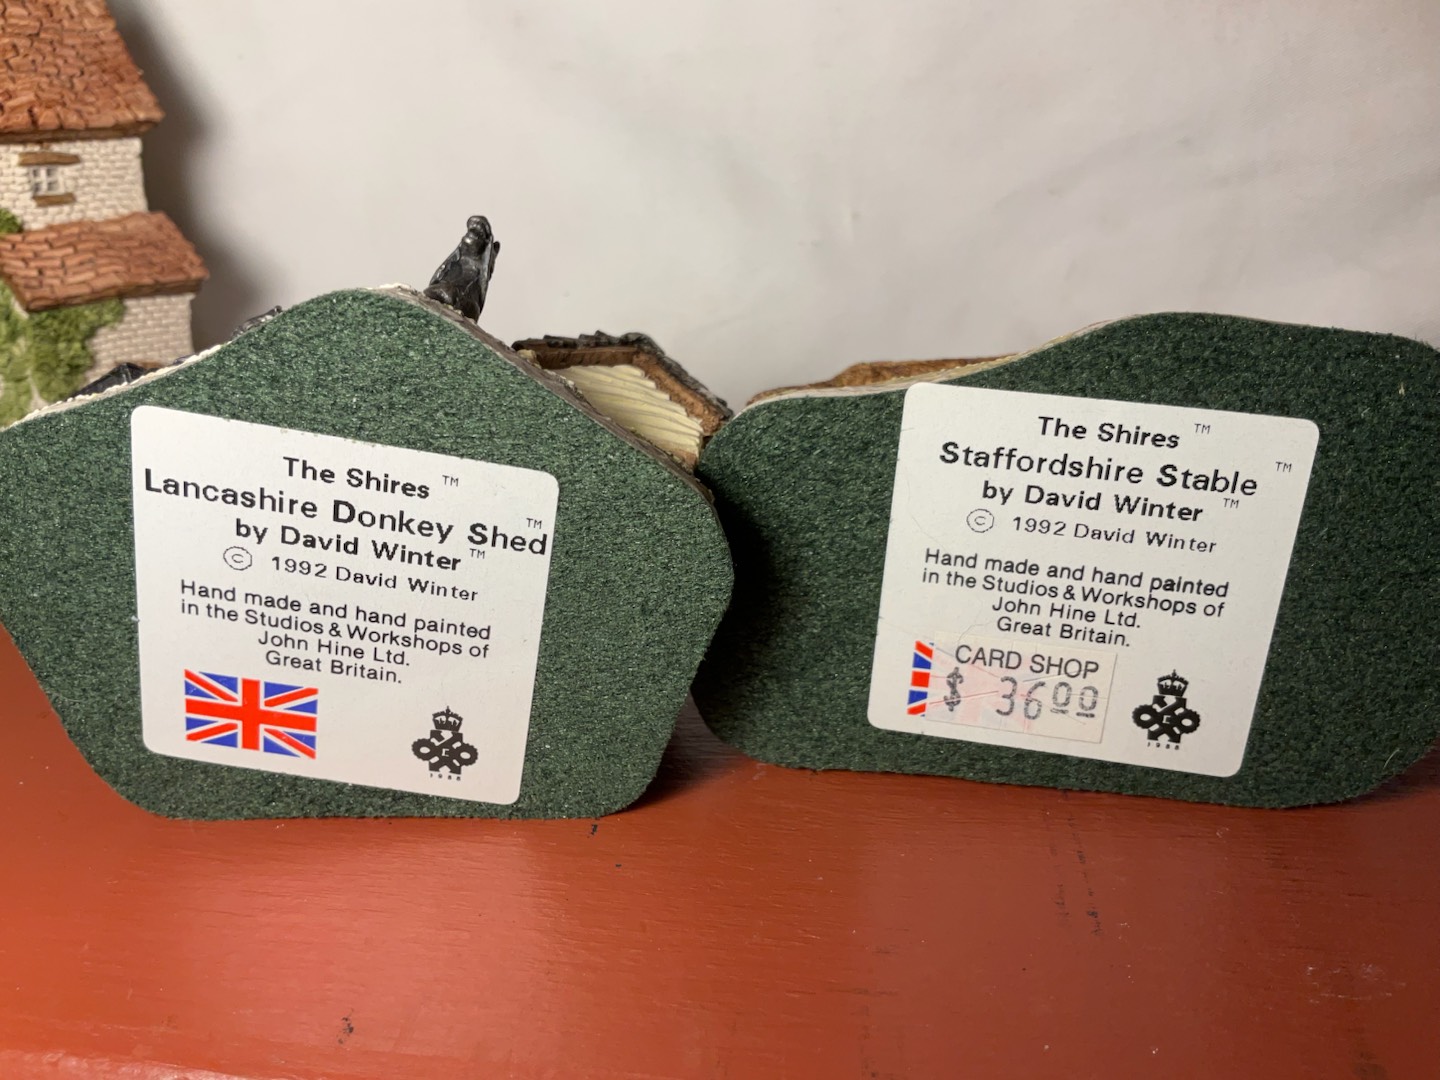 The Shires ™
Lancashire Donkey Shed ™
by David Winter ™
© 1992 David Winter
Hand made and hand painted
in the Studios & Workshops of
John Hine Ltd.
Great Britain.
1988
The Shires ™
Staffordshire Stable ™
by David Winter ™
© 1992 David Winter
Hand made and hand painted
in the Studios & Workshops of
John Hine Ltd.
Great Britain.
CARD SHOP
$ 3600
1988